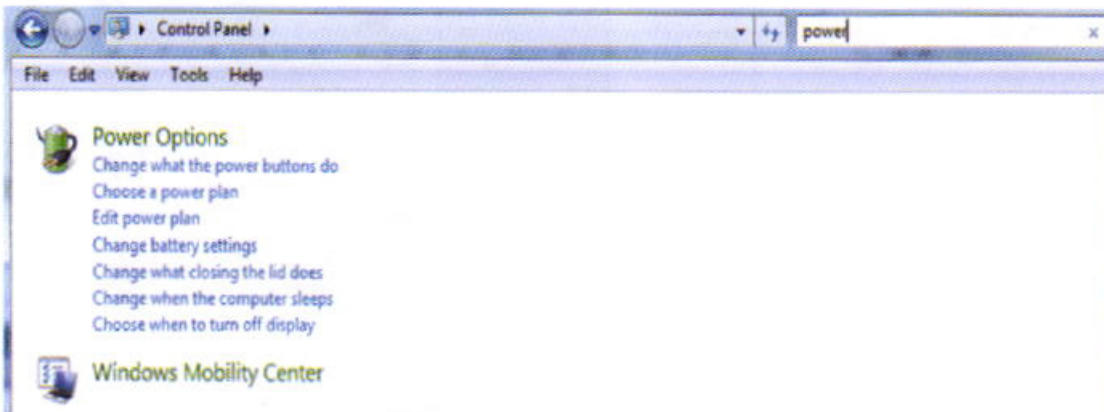 Control Panel
power
File Edit View Tools Help
Power Options
Change what the power buttons do
Choose a power plan
Edit power plan
Change battery settings
Change what closing the lid does
Change when the computer sleeps
Choose when to turn off display
Windows Mobility Center